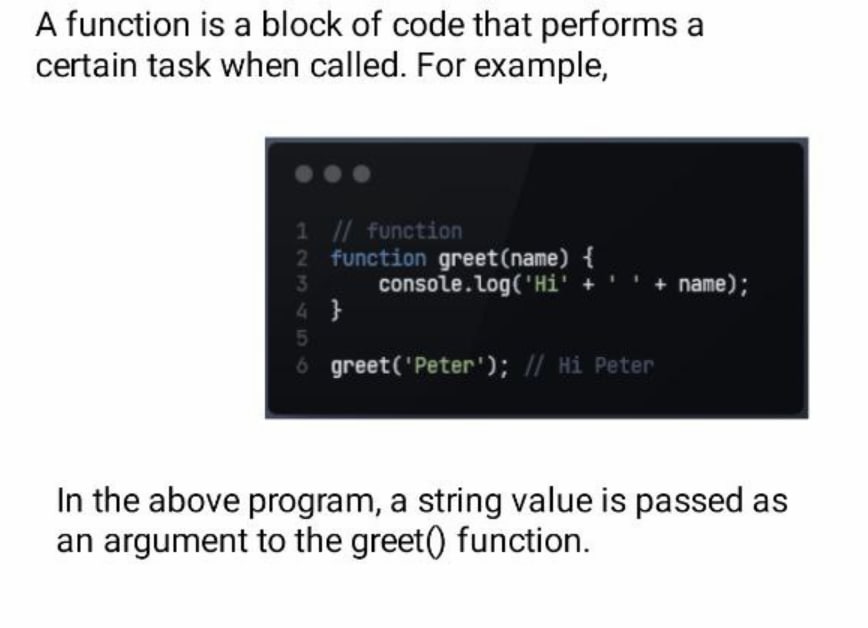 A function is a block of code that performs a
certain task when called. For example,
1 // function
2 function greet(name) {
3     console.log('Hi' + ' ' + name);
4 }
5
6 greet('Peter'); // Hi Peter
In the above program, a string value is passed as
an argument to the greet() function.